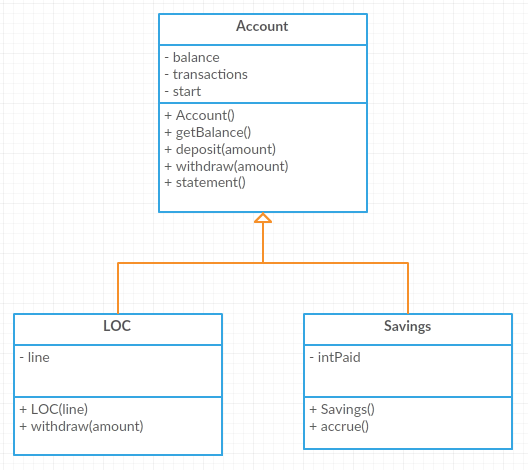 Account
- balance
- transactions
- start
+ Account()
+ getBalance()
+ deposit(amount)
+ withdraw(amount)
+ statement()
LOC
- line
+ LOC(line)
+ withdraw(amount)
Savings
- intPaid
+ Savings()
+ accrue()